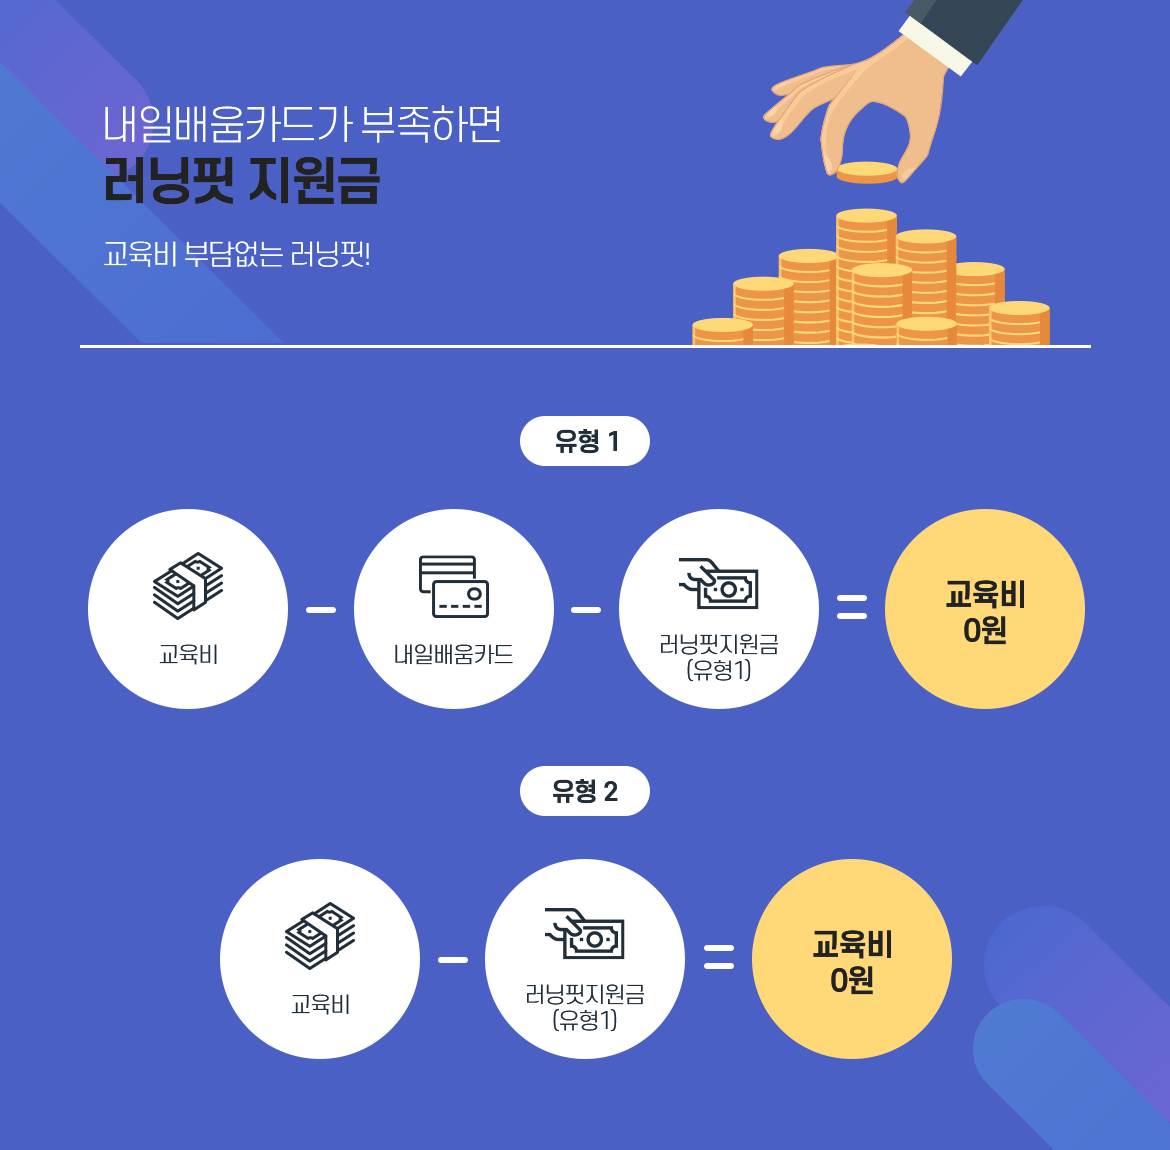 내일배움카드가 부족하면
러닝핏 지원금
교육비 부담없는 러닝핏!
유형 1
교육비
내일배움카드
러닝핏지원금
(유형1)
교육비
0원
유형 2
교육비
러닝핏지원금
(유형1)
교육비
0원